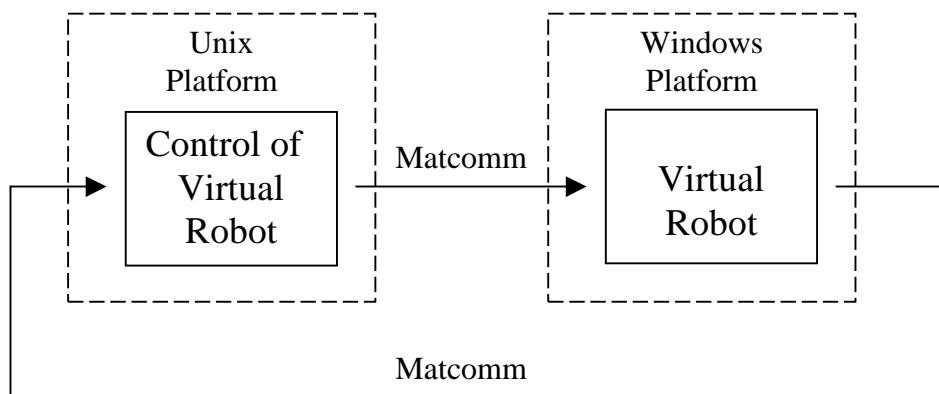 Unix
Platform
Control of
Virtual
Robot
Matcomm
Windows
Platform
Virtual
Robot
Matcomm